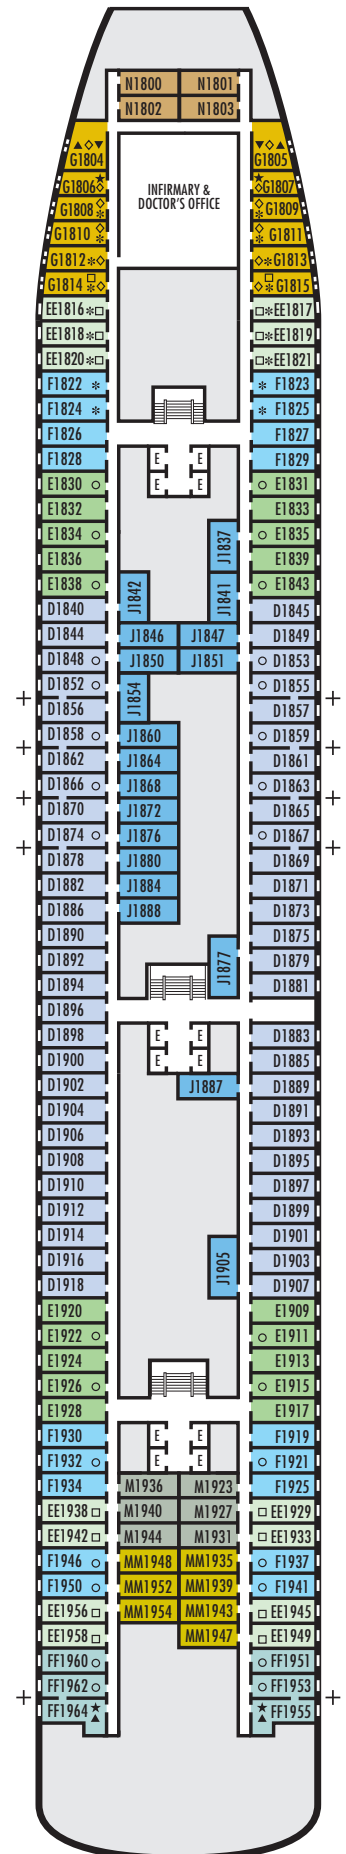 N1800 N1801
N1802 N1803
G1804 G1805
G1806 G1807
INFIRMARY &
DOCTOR'S OFFICE
G1808 G1809
G1810 G1811
G1812 G1813
G1814 G1815
EE1816 EE1817
EE1818 EE1819
EE1820 EE1821
F1822 F1823
F1824 F1825
F1826 F1827
F1828 E E F1829
E1830 E E E1831
E1832 E1833
E1834 J1837 E1835
E1836 E1839
E1838 J1842 J1841 E1843
D1840 D1845
D1844 J1846 J1847 D1849
D1848 J1850 J1851 D1853
D1852 J1854 D1855
D1856 D1857
D1858 J1860 D1859
D1862 J1864 D1861
D1866 J1868 D1863
D1870 J1872 D1865
D1874 J1876 D1867
D1878 J1880 D1869
D1882 J1884 D1871
D1886 J1888 D1873
D1890 D1875
D1892 J1877 D1879
D1894 D1881
D1896
D1898 E E D1883
D1900 E E D1885
D1902 J1887 D1889
D1904 D1891
D1906 D1893
D1908 D1895
D1910 D1897
D1912 D1899
D1914 D1901
D1916 J1905 D1903
D1918 D1907
E1920 E1909
E1922 E1911
E1924 E1913
E1926 E1915
E1928 E1917
F1930 E E F1919
F1932 E E F1921
F1934 M1936 M1923 F1925
EE1938 M1940 M1927 EE1929
EE1942 M1944 M1931 EE1933
F1946 MM1948 MM1935 F1937
F1950 MM1952 MM1939 F1941
EE1956 MM1954 MM1943 EE1945
EE1958 MM1947 EE1949
FF1960 FF1951
FF1962 FF1953
FF1964 FF1955